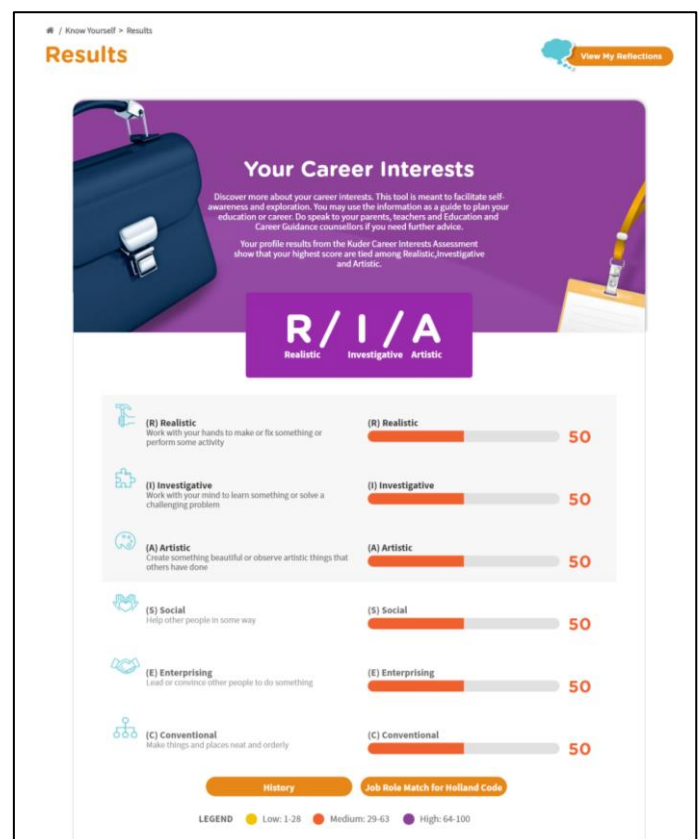 / Know Yourself > Results
Results
View My Reflections
Your Career Interests
Discover more about your career interests. This tool is meant to facilitate self-
awareness and exploration. You may use the information as a guide to plan your
education or career. Do speak to your parents, teachers and Education and
Career Guidance counsellors if you need further advice.
Your profile results from the Kuder Career Interests Assessment
show that your highest score are tied among Realistic,Investigative
and Artistic.
R / I / A
Realistic Investigative Artistic
(R) Realistic
Work with your hands to make or fix something or
perform some activity
(R) Realistic
50
(I) Investigative
Work with your mind to learn something or solve a
challenging problem
(I) Investigative
50
(A) Artistic
Create something beautiful or observe artistic things that
others have done
(A) Artistic
50
(S) Social
Help other people in some way
(S) Social
50
(E) Enterprising
Lead or convince other people to do something
(E) Enterprising
50
(C) Conventional
Make things and places neat and orderly
(C) Conventional
50
History
Job Role Match for Holland Code
LEGEND Low: 1-28 Medium: 29-63 High: 64-100